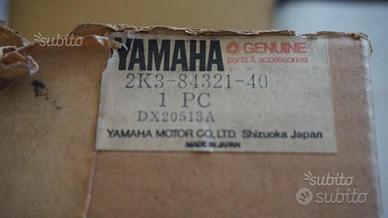 subito
YAMAHA GENUINE
parts & accessories
2K3-84321-40
1 PC
DX20513A
YAMAHA MOTOR CO., LTD. Shizuoka Japan
MADE IN JAPAN
subito
subito